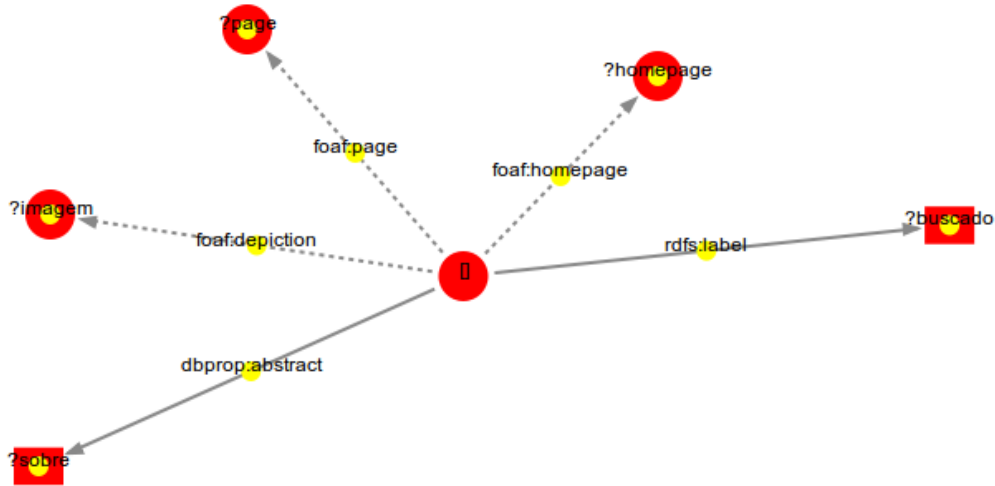 ?page
?homepage
foaf:page
foaf:homepage
?imagem
?buscado
foaf:depiction
rdfs:label
[]
dbprop:abstract
?sobre